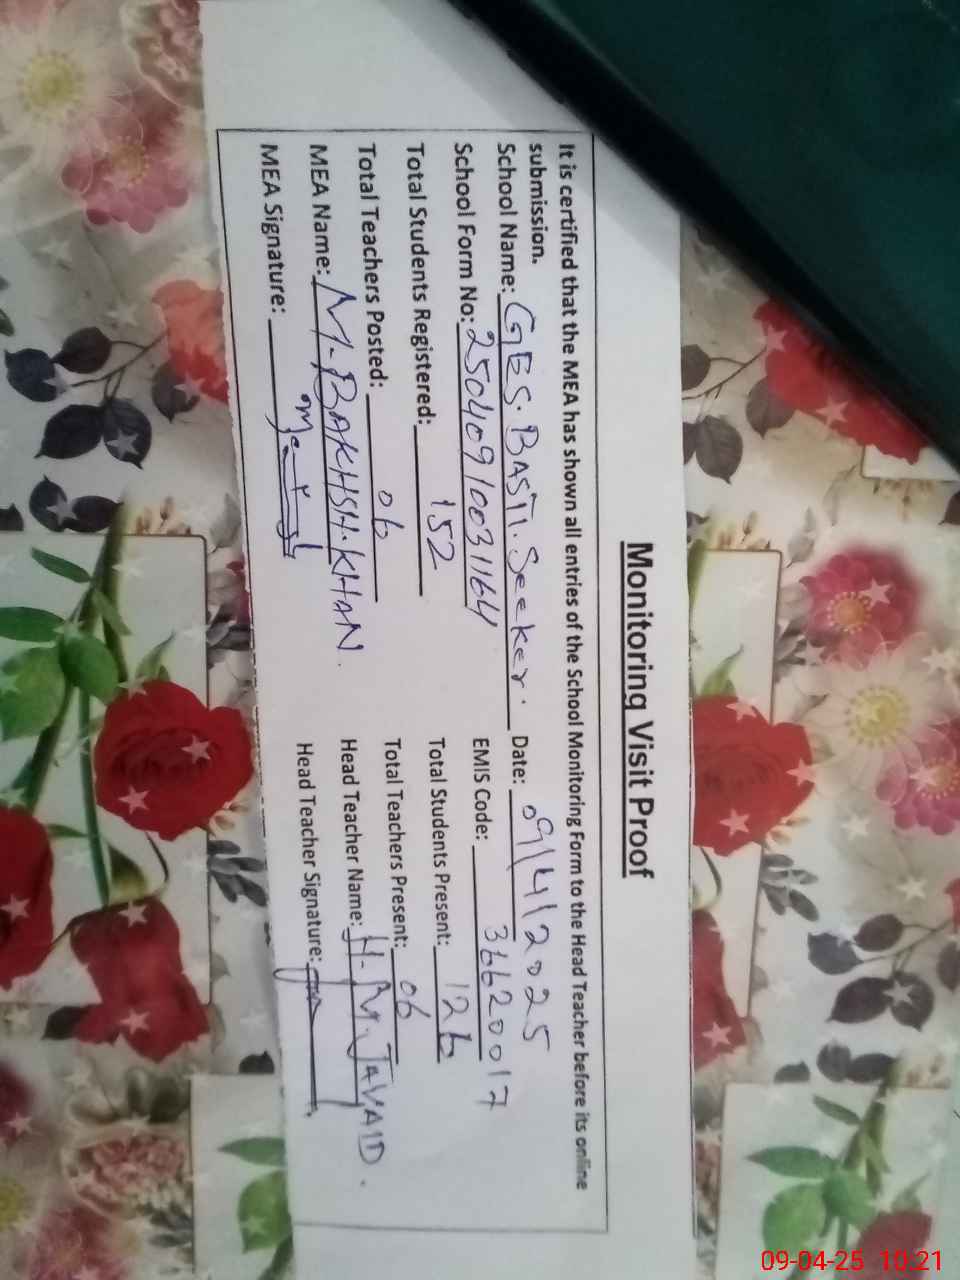 Monitoring Visit Proof
It is certified that the MEA has shown all entries of the School Monitoring Form to the Head Teacher before its online
submission.
School Name: GES. BASTI. Seeker. Date: 09/4/2025
School Form No: 25040910031164 EMIS Code: 36620017
Total Students Registered: 152 Total Students Present: 126
Total Teachers Posted: 06 Total Teachers Present: 06
MEA Name: M. BAKHSH. KHAN. Head Teacher Name: H. M. JAVAID.
MEA Signature: Head Teacher Signature:
09-04-25 10:21